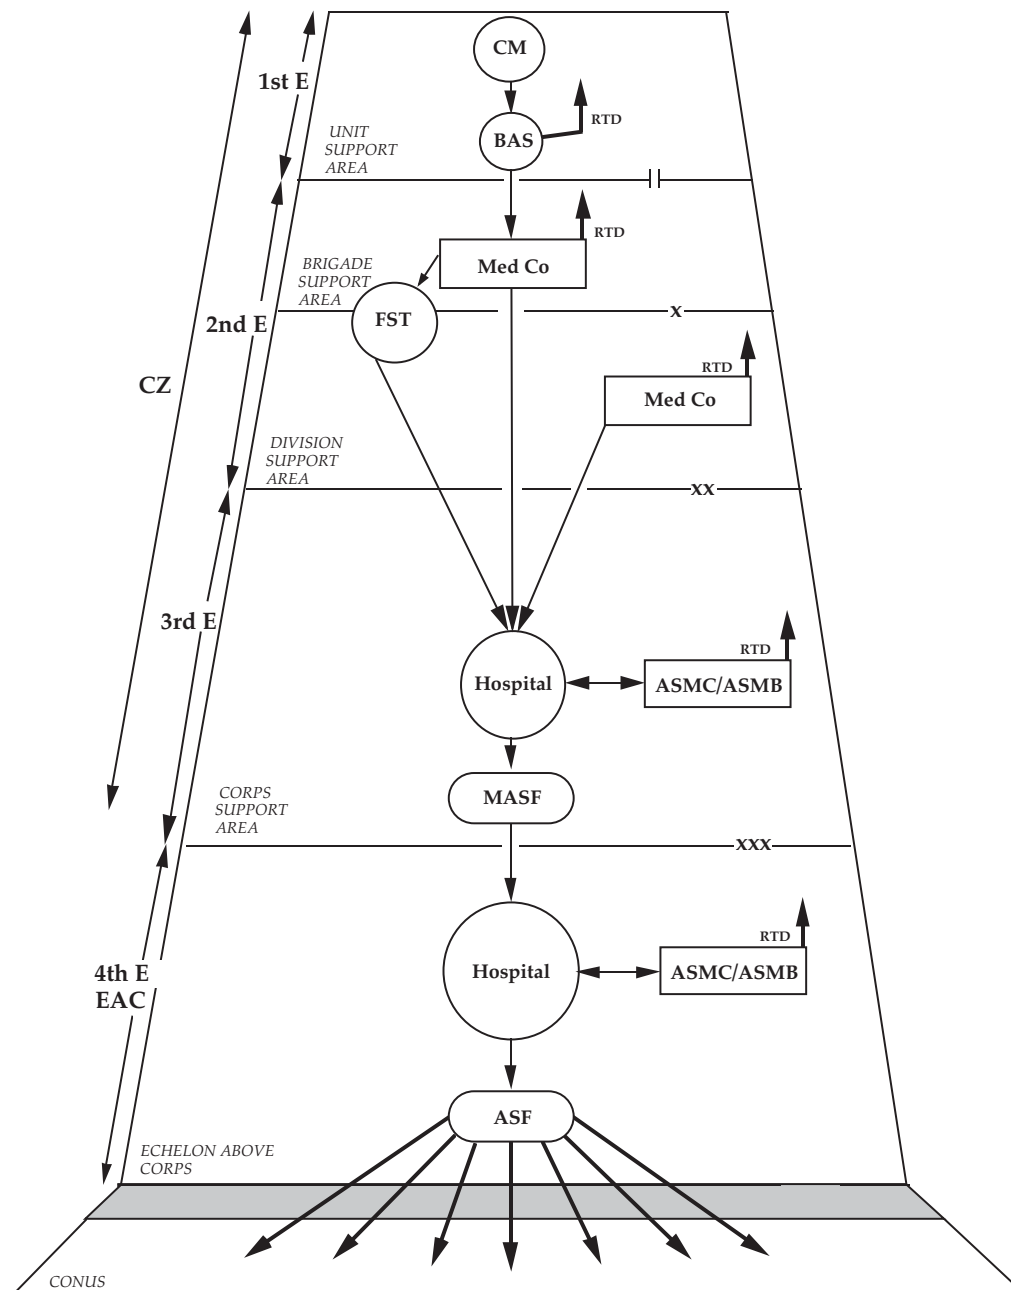 CM
1st E
RTD
UNIT
SUPPORT
AREA
BAS
RTD
BRIGADE
SUPPORT
AREA
Med Co
FST
X
2nd E
RTD
CZ
Med Co
DIVISION
SUPPORT
AREA
XX
3rd E
RTD
Hospital
ASMC/ASMB
CORPS
SUPPORT
AREA
MASF
XXX
RTD
4th E
EAC
Hospital
ASMC/ASMB
ASF
ECHELON ABOVE
CORPS
CONUS